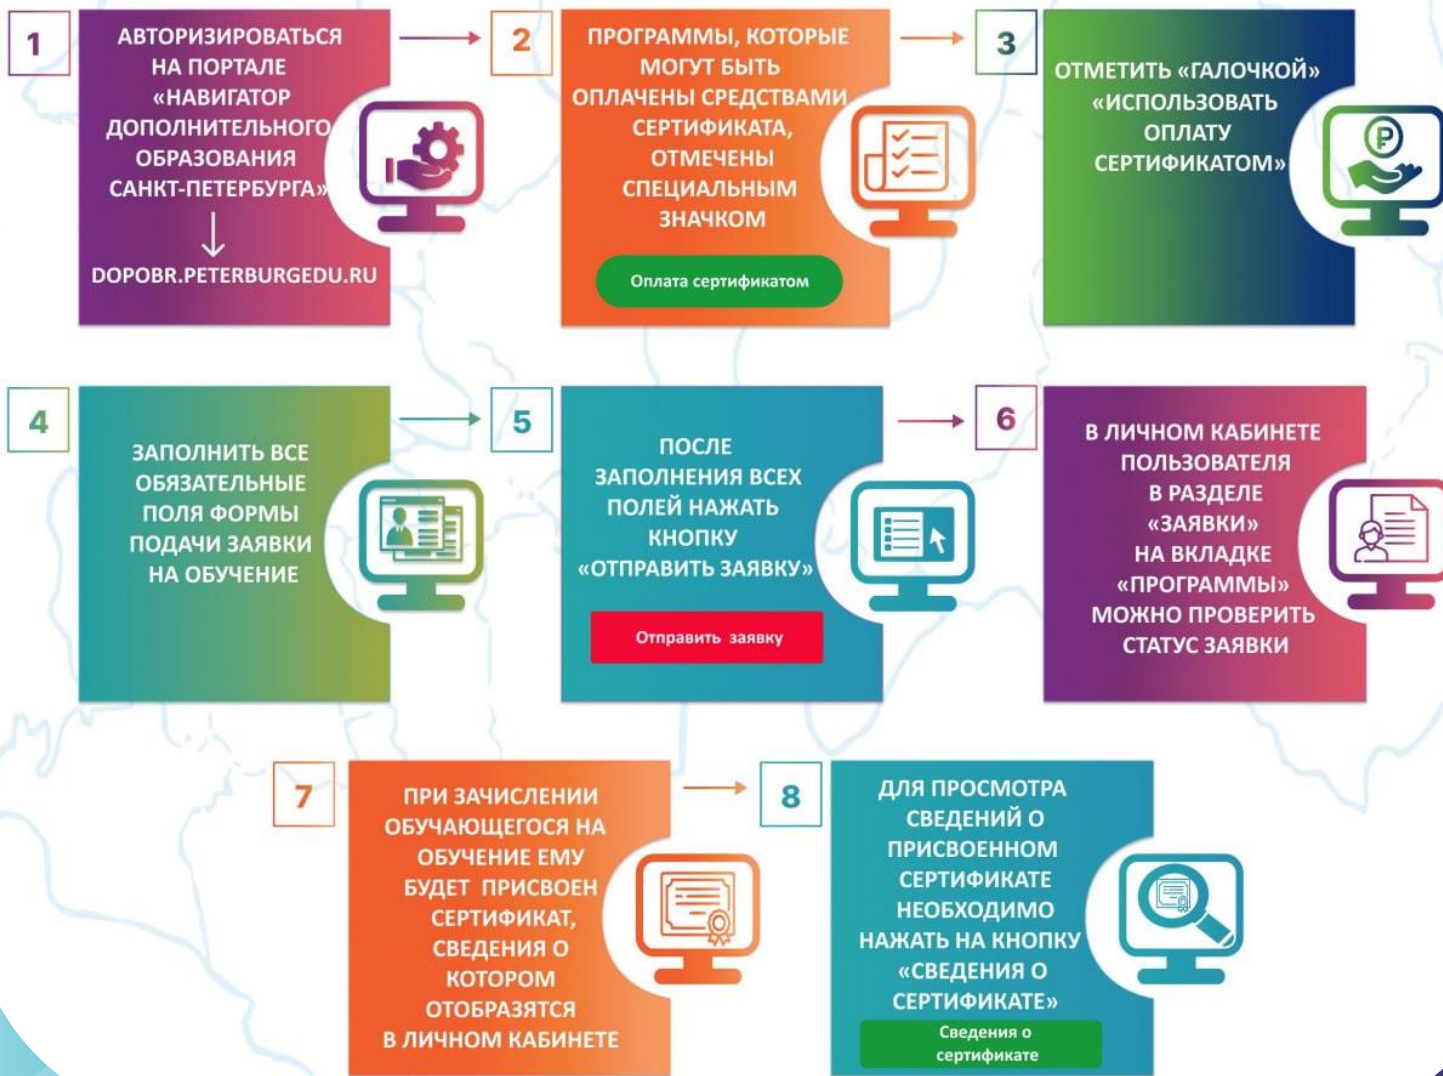 1
АВТОРИЗИРОВАТЬСЯ
НА ПОРТАЛЕ
«НАВИГАТОР
ДОПОЛНИТЕЛЬНОГО
ОБРАЗОВАНИЯ
САНКТ-ПЕТЕРБУРГА»
DOPOBR.PETERBURGEDU.RU
2
ПРОГРАММЫ, КОТОРЫЕ
МОГУТ БЫТЬ
ОПЛАЧЕНЫ СРЕДСТВАМИ
СЕРТИФИКАТА,
ОТМЕЧЕНЫ
СПЕЦИАЛЬНЫМ
ЗНАЧКОМ
Оплата сертификатом
3
ОТМЕТИТЬ «ГАЛОЧКОЙ»
«ИСПОЛЬЗОВАТЬ
ОПЛАТУ
СЕРТИФИКАТОМ»
4
ЗАПОЛНИТЬ ВСЕ
ОБЯЗАТЕЛЬНЫЕ
ПОЛЯ ФОРМЫ
ПОДАЧИ ЗАЯВКИ
НА ОБУЧЕНИЕ
5
ПОСЛЕ
ЗАПОЛНЕНИЯ ВСЕХ
ПОЛЕЙ НАЖАТЬ
КНОПКУ
«ОТПРАВИТЬ ЗАЯВКУ»
Отправить заявку
6
В ЛИЧНОМ КАБИНЕТЕ
ПОЛЬЗОВАТЕЛЯ
В РАЗДЕЛЕ
«ЗАЯВКИ»
НА ВКЛАДКЕ
«ПРОГРАММЫ»
МОЖНО ПРОВЕРИТЬ
СТАТУС ЗАЯВКИ
7
ПРИ ЗАЧИСЛЕНИИ
ОБУЧАЮЩЕГОСЯ НА
ОБУЧЕНИЕ ЕМУ
БУДЕТ ПРИСВОЕН
СЕРТИФИКАТ,
СВЕДЕНИЯ О
КОТОРОМ
ОТОБРАЗЯТСЯ
В ЛИЧНОМ КАБИНЕТЕ
8
ДЛЯ ПРОСМОТРА
СВЕДЕНИЙ О
ПРИСВОЕННОМ
СЕРТИФИКАТЕ
НЕОБХОДИМО
НАЖАТЬ НА КНОПКУ
«СВЕДЕНИЯ О
СЕРТИФИКАТЕ»
Сведения о
сертификате